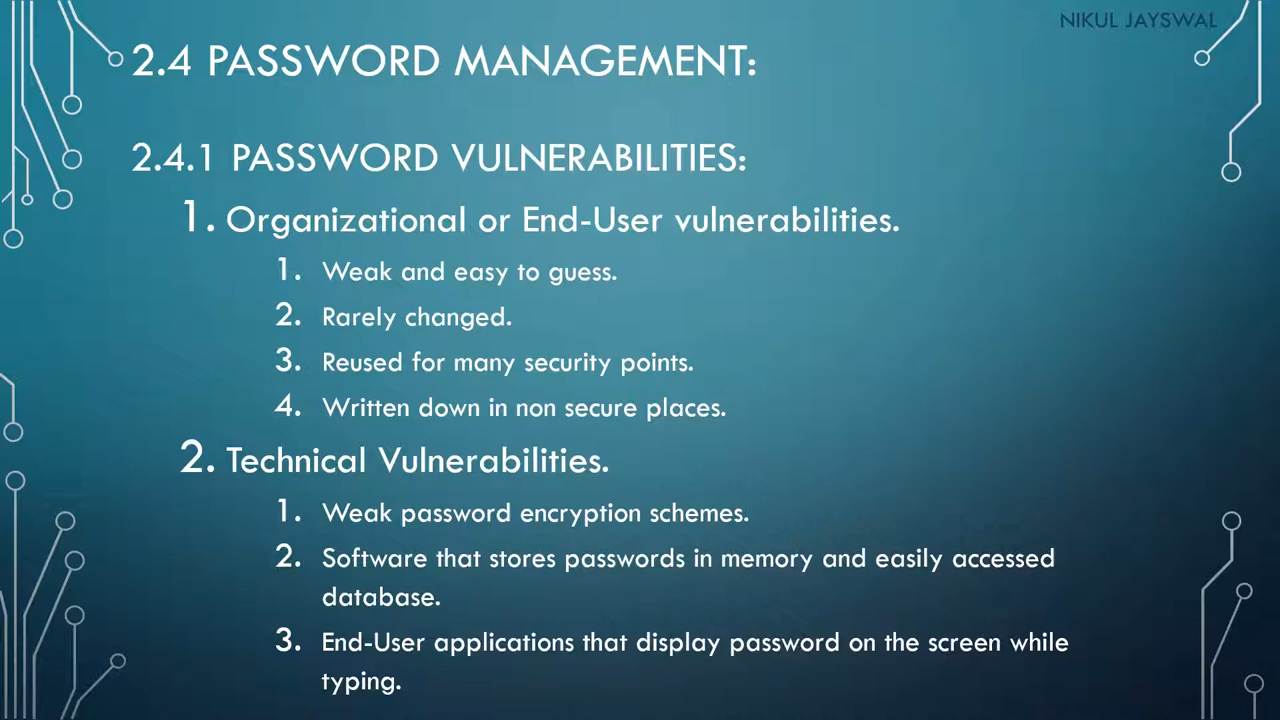 NIKUL JAYSWAL
2.4 PASSWORD MANAGEMENT:
2.4.1 PASSWORD VULNERABILITIES:
1. Organizational or End-User vulnerabilities.
1. Weak and easy to guess.
2. Rarely changed.
3. Reused for many security points.
4. Written down in non secure places.
2. Technical Vulnerabilities.
1. Weak password encryption schemes.
2. Software that stores passwords in memory and easily accessed
database.
3. End-User applications that display password on the screen while
typing.